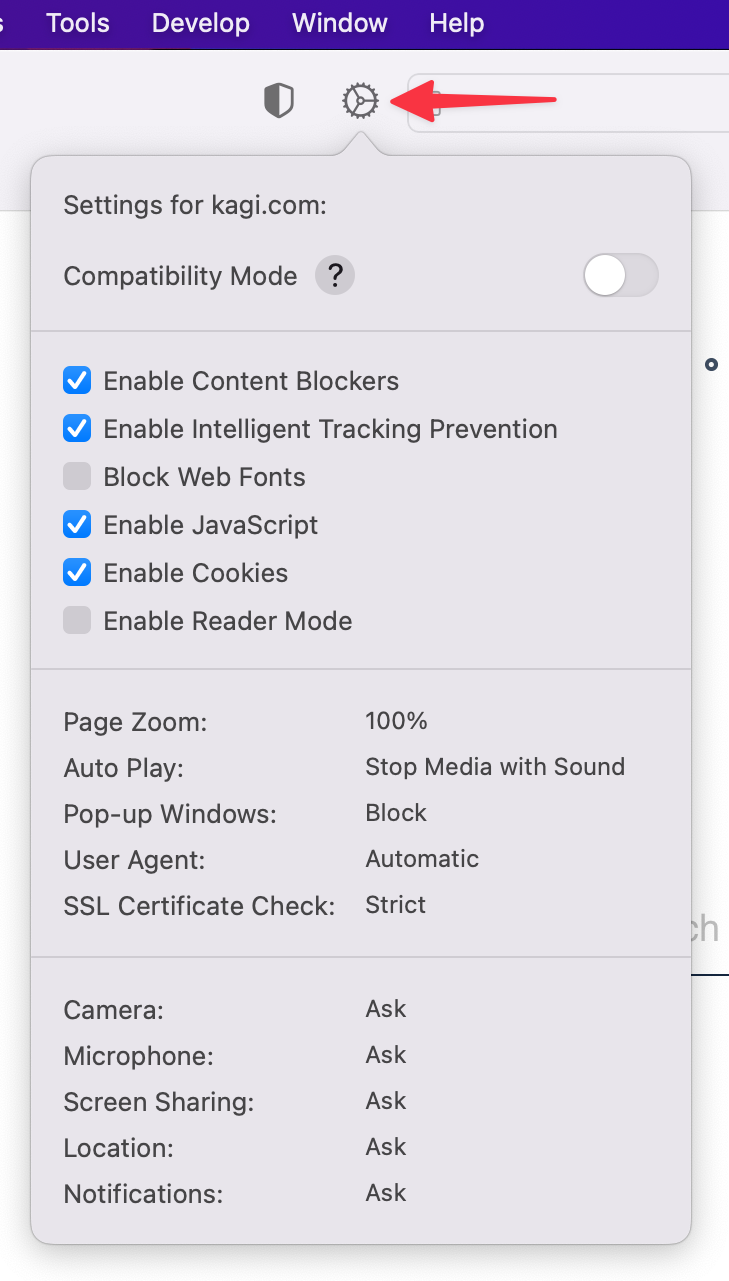 Tools Develop Window Help
Settings for kagi.com:
Compatibility Mode ?
Enable Content Blockers
Enable Intelligent Tracking Prevention
Block Web Fonts
Enable JavaScript
Enable Cookies
Enable Reader Mode
Page Zoom: 100%
Auto Play: Stop Media with Sound
Pop-up Windows: Block
User Agent: Automatic
SSL Certificate Check: Strict
Camera: Ask
Microphone: Ask
Screen Sharing: Ask
Location: Ask
Notifications: Ask